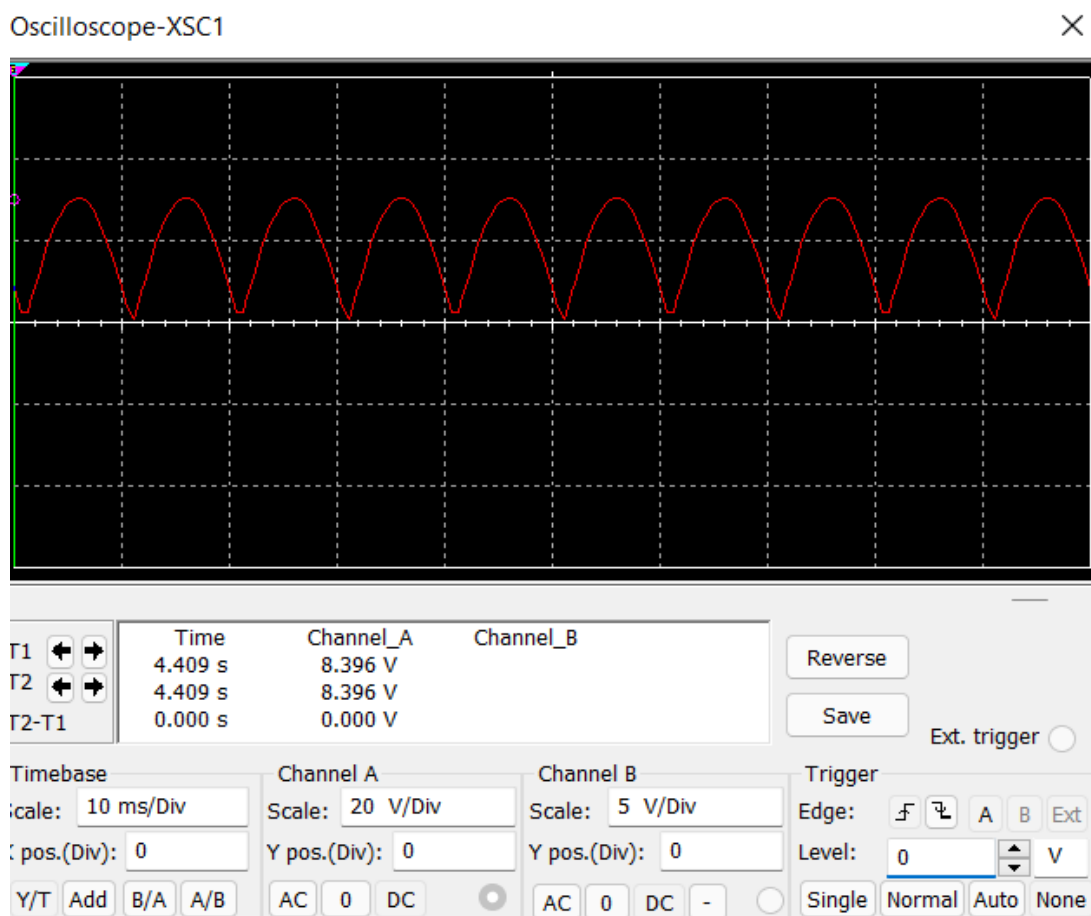 Oscilloscope-XSC1
Time Channel_A Channel_B
T1 4.409 s 8.396 V
T2 4.409 s 8.396 V
T2-T1 0.000 s 0.000 V
Reverse
Save
Ext. trigger
Timebase
Scale: 10 ms/Div
X pos.(Div): 0
Y/T Add B/A A/B
Channel A
Scale: 20 V/Div
Y pos.(Div): 0
AC 0 DC
Channel B
Scale: 5 V/Div
Y pos.(Div): 0
AC 0 DC -
Trigger
Edge: A B Ext
Level: 0 V
Single Normal Auto None